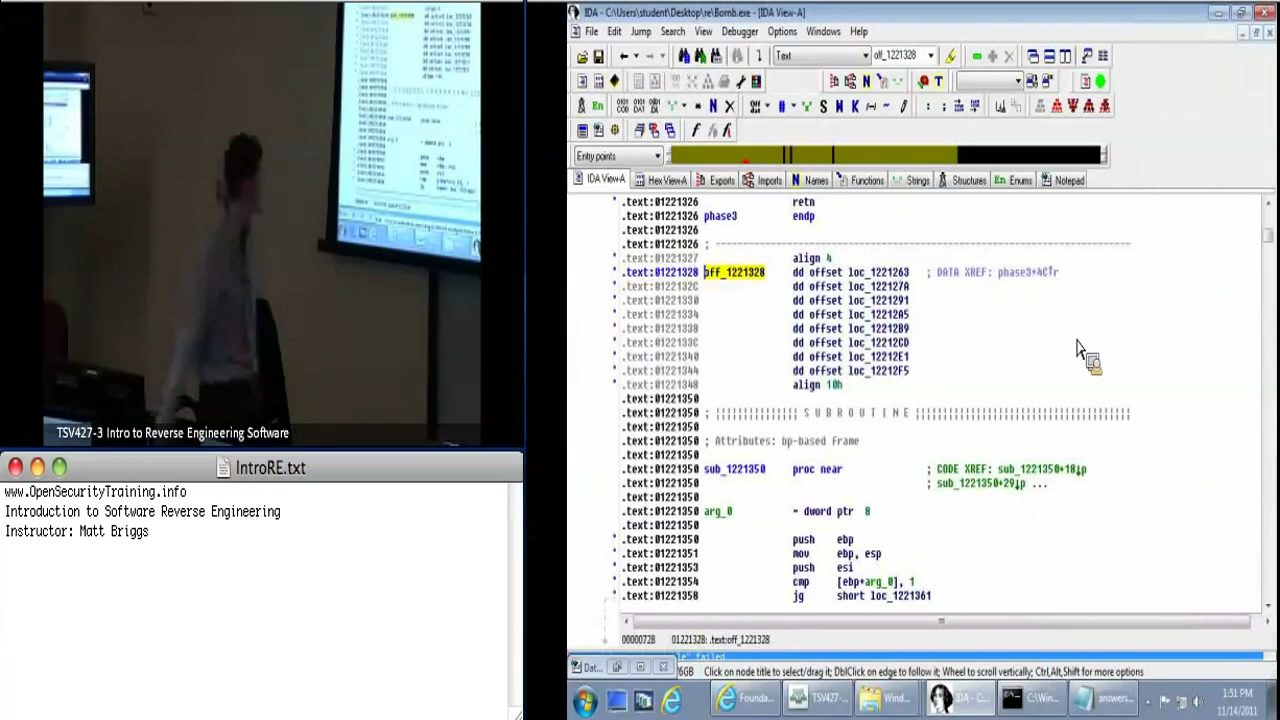 TSV427-3 Intro to Reverse Engineering Software
IntroRE.txt
www.OpenSecurityTraining.info
Introduction to Software Reverse Engineering
Instructor: Matt Briggs
IDA - C:\Users\student\Desktop\re\Bomb.exe - [IDA View-A]
File Edit Jump Search View Debugger Options Windows Help
Text
_1221328
Entry points
IDA View-A Hex View-A Exports Imports Names Functions Strings Structures Enums Notepad
.text:01221326 retn
.text:01221326 phase3 endp
.text:01221326
.text:01221326 ; ---------------------------------------------------------------------------
.text:01221327 align 4
.text:01221328 off_1221328 dd offset loc_1221263 ; DATA XREF: phase3+4C↑r
.text:0122132C dd offset loc_122127A
.text:01221330 dd offset loc_1221291
.text:01221334 dd offset loc_12212A5
.text:01221338 dd offset loc_12212B9
.text:0122133C dd offset loc_12212CD
.text:01221340 dd offset loc_12212E1
.text:01221344 dd offset loc_12212F5
.text:01221348 align 10h
.text:01221350
.text:01221350 ; ¦¦¦¦¦¦¦¦¦¦¦¦¦¦¦ S U B R O U T I N E ¦¦¦¦¦¦¦¦¦¦¦¦¦¦¦¦¦¦¦¦¦¦¦¦¦¦¦¦¦¦¦¦¦¦¦¦¦¦¦
.text:01221350
.text:01221350 ; Attributes: bp-based frame
.text:01221350
.text:01221350 sub_1221350 proc near ; CODE XREF: sub_1221350+18↓p
.text:01221350 ; sub_1221350+29↓p ...
.text:01221350
.text:01221350 arg_0 = dword ptr 8
.text:01221350
.text:01221350 push ebp
.text:01221351 mov ebp, esp
.text:01221353 push esi
.text:01221354 cmp [ebp+arg_0], 1
.text:01221358 jg short loc_1221361
00000728 01221328: .text:off_1221328
failed
Dat...
Click on node title to select/drag it; DblClick on edge to follow it; Wheel to scroll vertically; Ctrl,Alt,Shift for more options
Founda... TSV427-... Wind... IDA - C... C:\Win... answers...
1:51 PM
11/14/2011